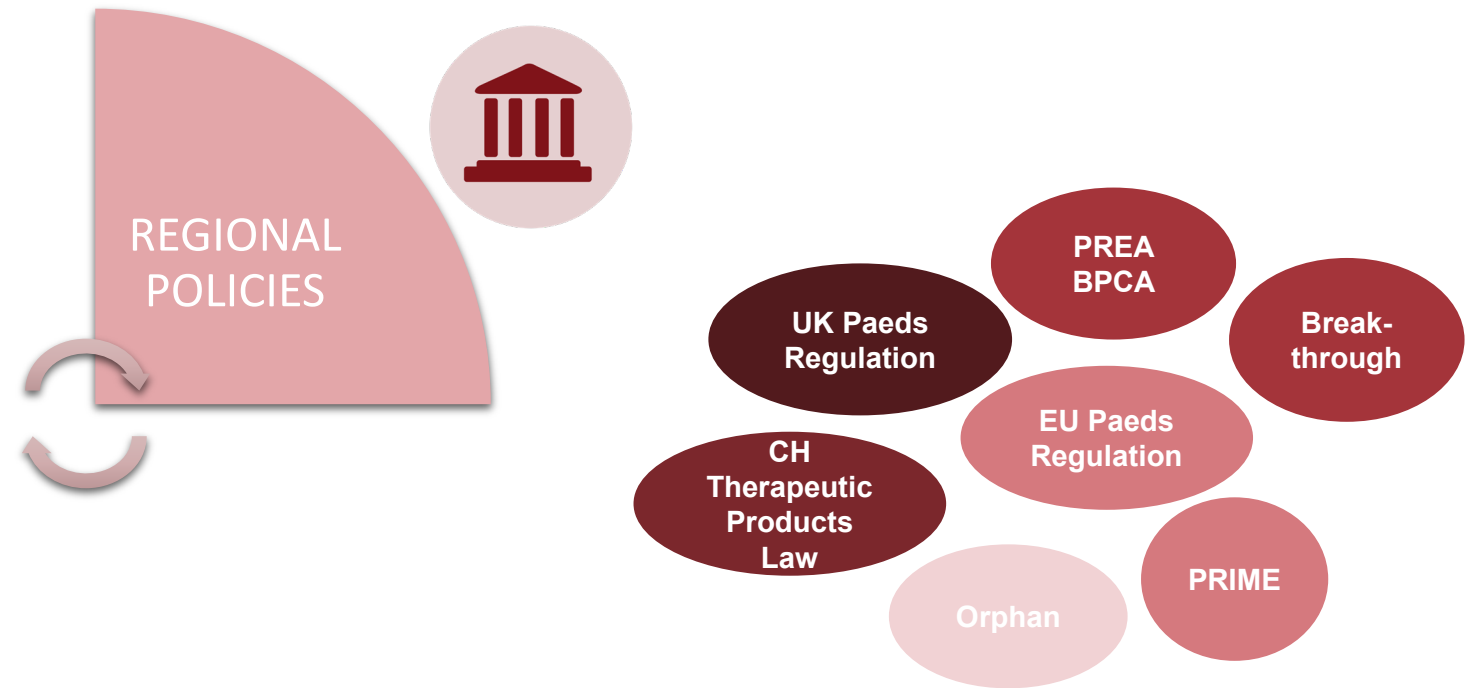 REGIONAL
POLICIES
PREA
BPCA
UK Paeds
Regulation
Break-
through
EU Paeds
Regulation
CH
Therapeutic
Products
Law
PRIME
Orphan